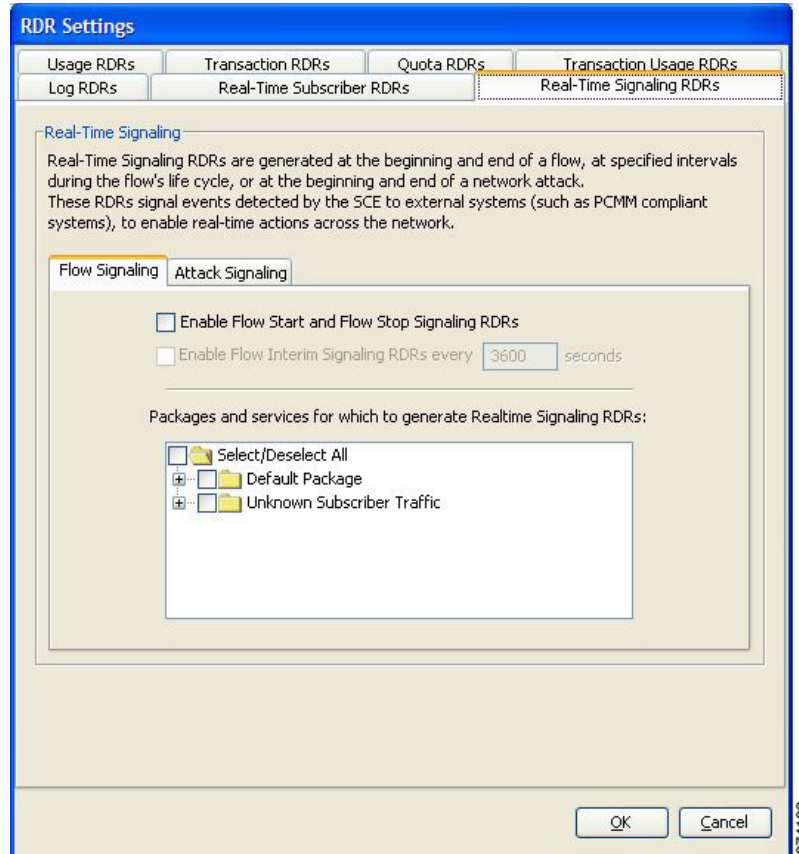 RDR Settings
Usage RDRs
Transaction RDRs
Quota RDRs
Transaction Usage RDRs
Log RDRs
Real-Time Subscriber RDRs
Real-Time Signaling RDRs
Real-Time Signaling
Real-Time Signaling RDRs are generated at the beginning and end of a flow, at specified intervals
during the flow's life cycle, or at the beginning and end of a network attack.
These RDRs signal events detected by the SCE to external systems (such as PCMM compliant
systems), to enable real-time actions across the network.
Flow Signaling
Attack Signaling
Enable Flow Start and Flow Stop Signaling RDRs
Enable Flow Interim Signaling RDRs every 3600 seconds
Packages and services for which to generate Realtime Signaling RDRs:
Select/Deselect All
Default Package
Unknown Subscriber Traffic
OK
Cancel